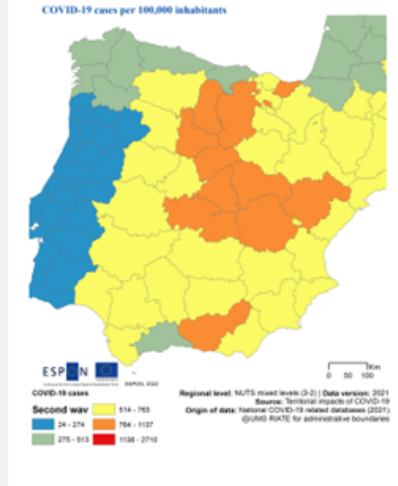 COVID-19 cases per 100,000 inhabitants
ESPON
ESPON, 2022
Km
0 50 100
COVID-19 cases
Second wav
24 - 274
275 - 513
514 - 763
764 - 1137
1138 - 2710
Regional level: NUTS mixed levels (3-2) | Data version: 2021
Source: Territorial impacts of COVID-19
Origin of data: National COVID-19 related databases (2021)
@UMS RIATE for administrative boundaries